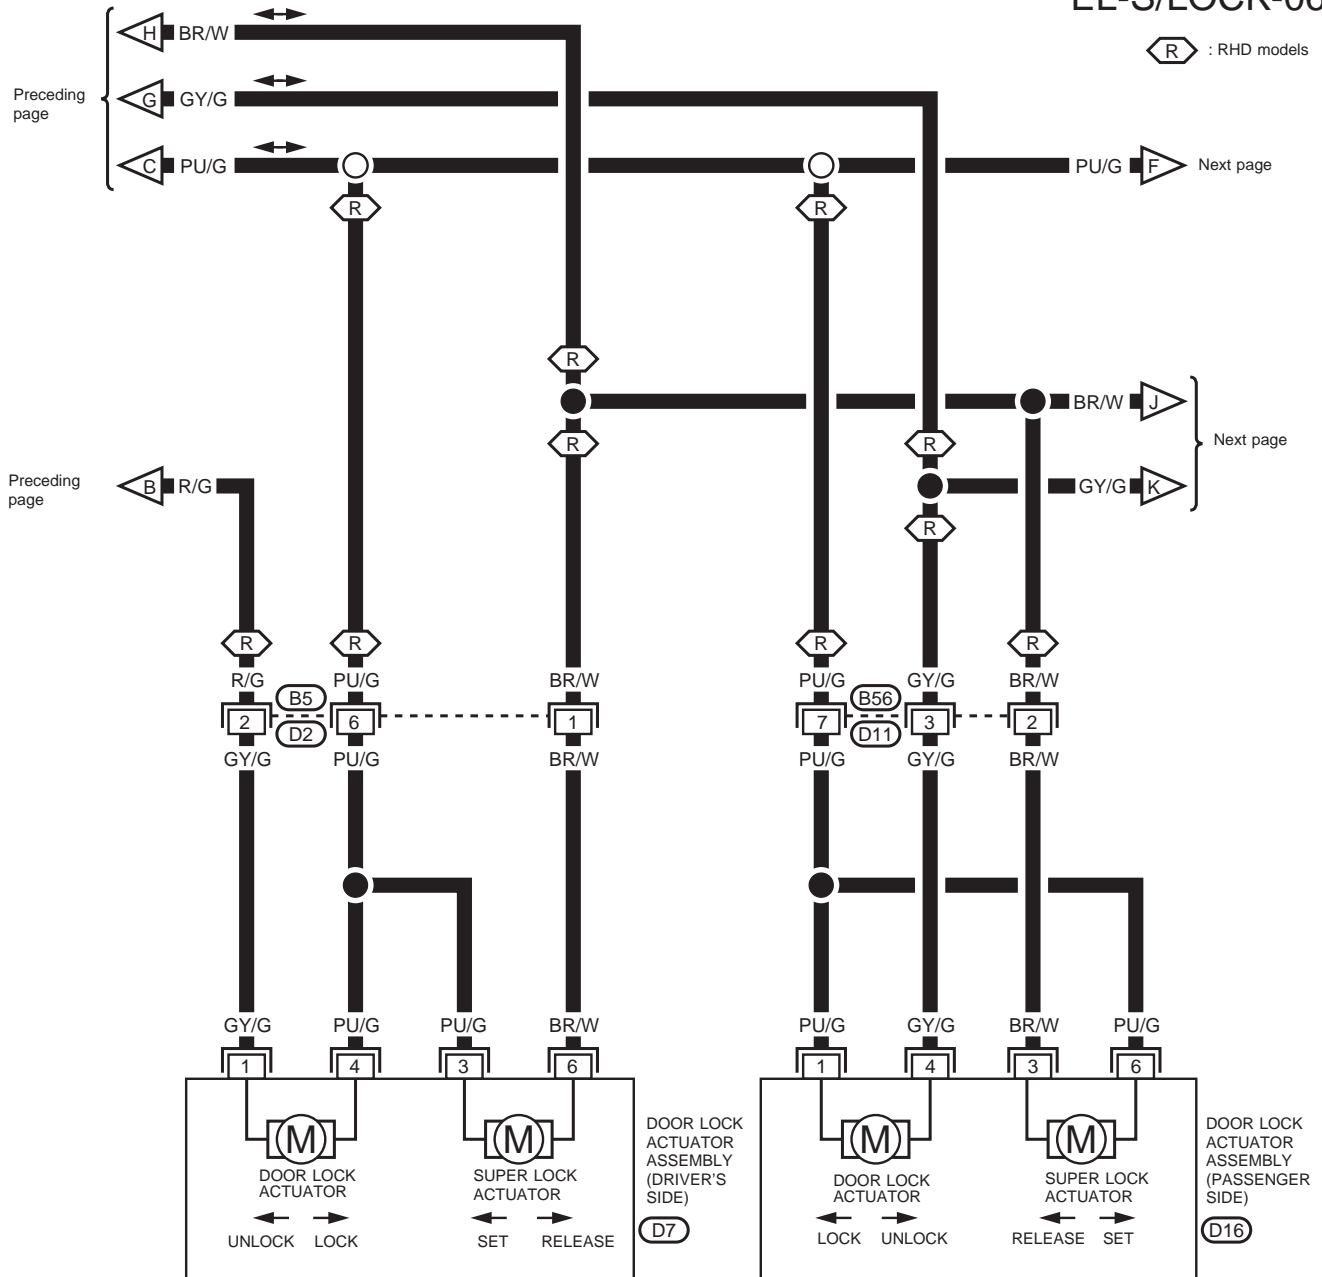 EL-S/LOCK-06
R : RHD models
H BR/W
Preceding
page
G GY/G
C PU/G
PU/G F Next page
R
R
R
BR/W J
R
R
Next page
Preceding
page
B R/G
GY/G K
R
R
R
R
R
R/G PU/G BR/W PU/G GY/G BR/W
B5
B56
2 6 1 7 3 2
D2
D11
GY/G PU/G BR/W PU/G GY/G BR/W
GY/G PU/G PU/G BR/W PU/G GY/G BR/W PU/G
1 4 3 6 1 4 3 6
M
DOOR LOCK
ACTUATOR
UNLOCK LOCK
M
SUPER LOCK
ACTUATOR
SET RELEASE
DOOR LOCK
ACTUATOR
ASSEMBLY
(DRIVER'S
SIDE)
D7
M
DOOR LOCK
ACTUATOR
LOCK UNLOCK
M
SUPER LOCK
ACTUATOR
RELEASE SET
DOOR LOCK
ACTUATOR
ASSEMBLY
(PASSENGER
SIDE)
D16